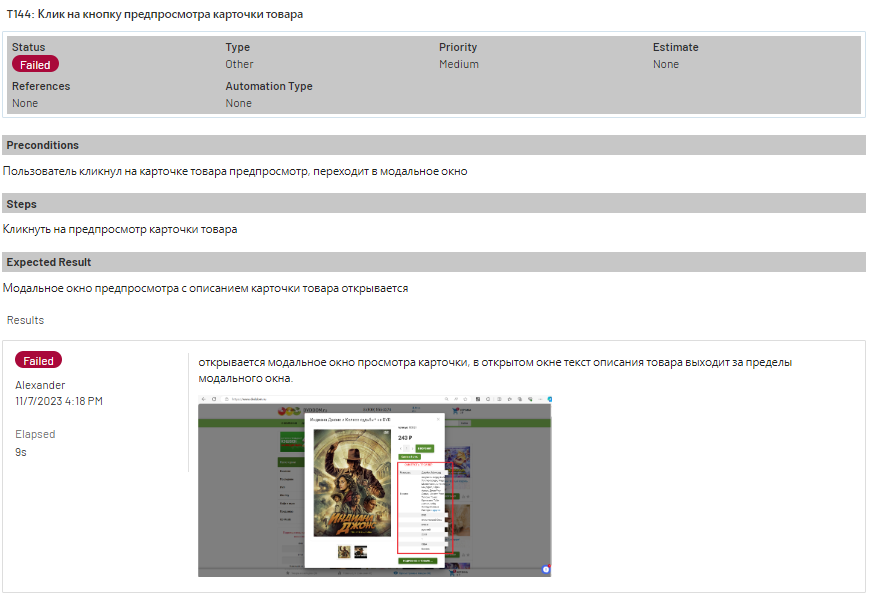 T144: Клик на кнопку предпросмотра карточки товара
Status Type Priority Estimate
Failed Other Medium None
References Automation Type
None None
Preconditions
Пользователь кликнул на карточке товара предпросмотр, переходит в модальное окно
Steps
Кликнуть на предпросмотр карточки товара
Expected Result
Модальное окно предпросмотра с описанием карточки товара открывается
Results
Failed
Alexander
11/7/2023 4:18 PM
Elapsed
9s
открывается модальное окно просмотра карточки, в открытом окне текст описания товара выходит за пределы
модального окна.
243 ₽
ИНДИАНА
ДЖОНС